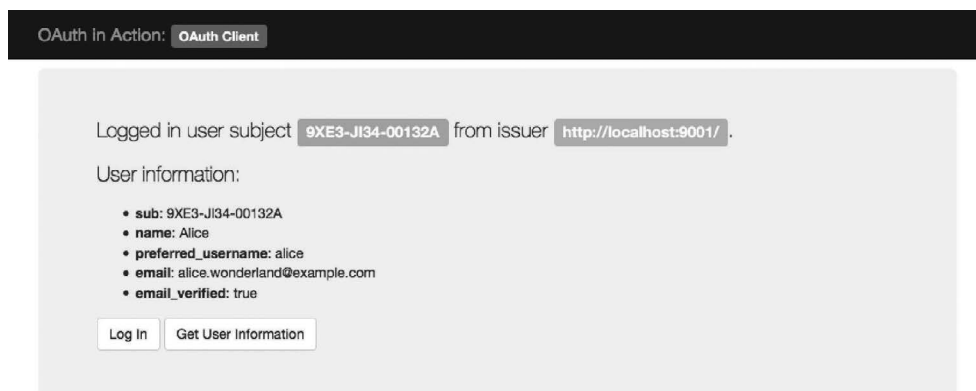 OAuth in Action: OAuth Client
Logged in user subject 9XE3-JI34-00132A from issuer http://localhost:9001/ .
User information:
• sub: 9XE3-JI34-00132A
• name: Alice
• preferred_username: alice
• email: alice.wonderland@example.com
• email_verified: true
Log In Get User Information